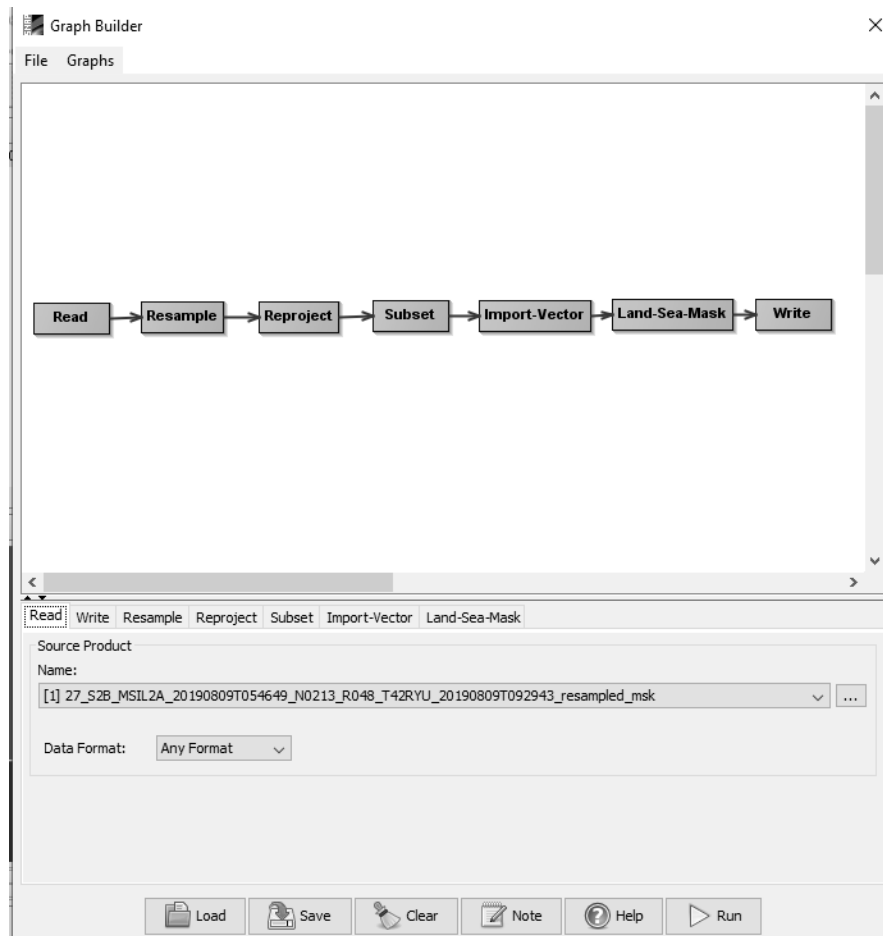 Graph Builder
File Graphs
Read Resample Reproject Subset Import-Vector Land-Sea-Mask Write
Read Write Resample Reproject Subset Import-Vector Land-Sea-Mask
Source Product
Name:
[1] 27_S2B_MSIL2A_20190809T054649_N0213_R048_T42RYU_20190809T092943_resampled_msk ...
Data Format: Any Format
Load Save Clear Note Help Run